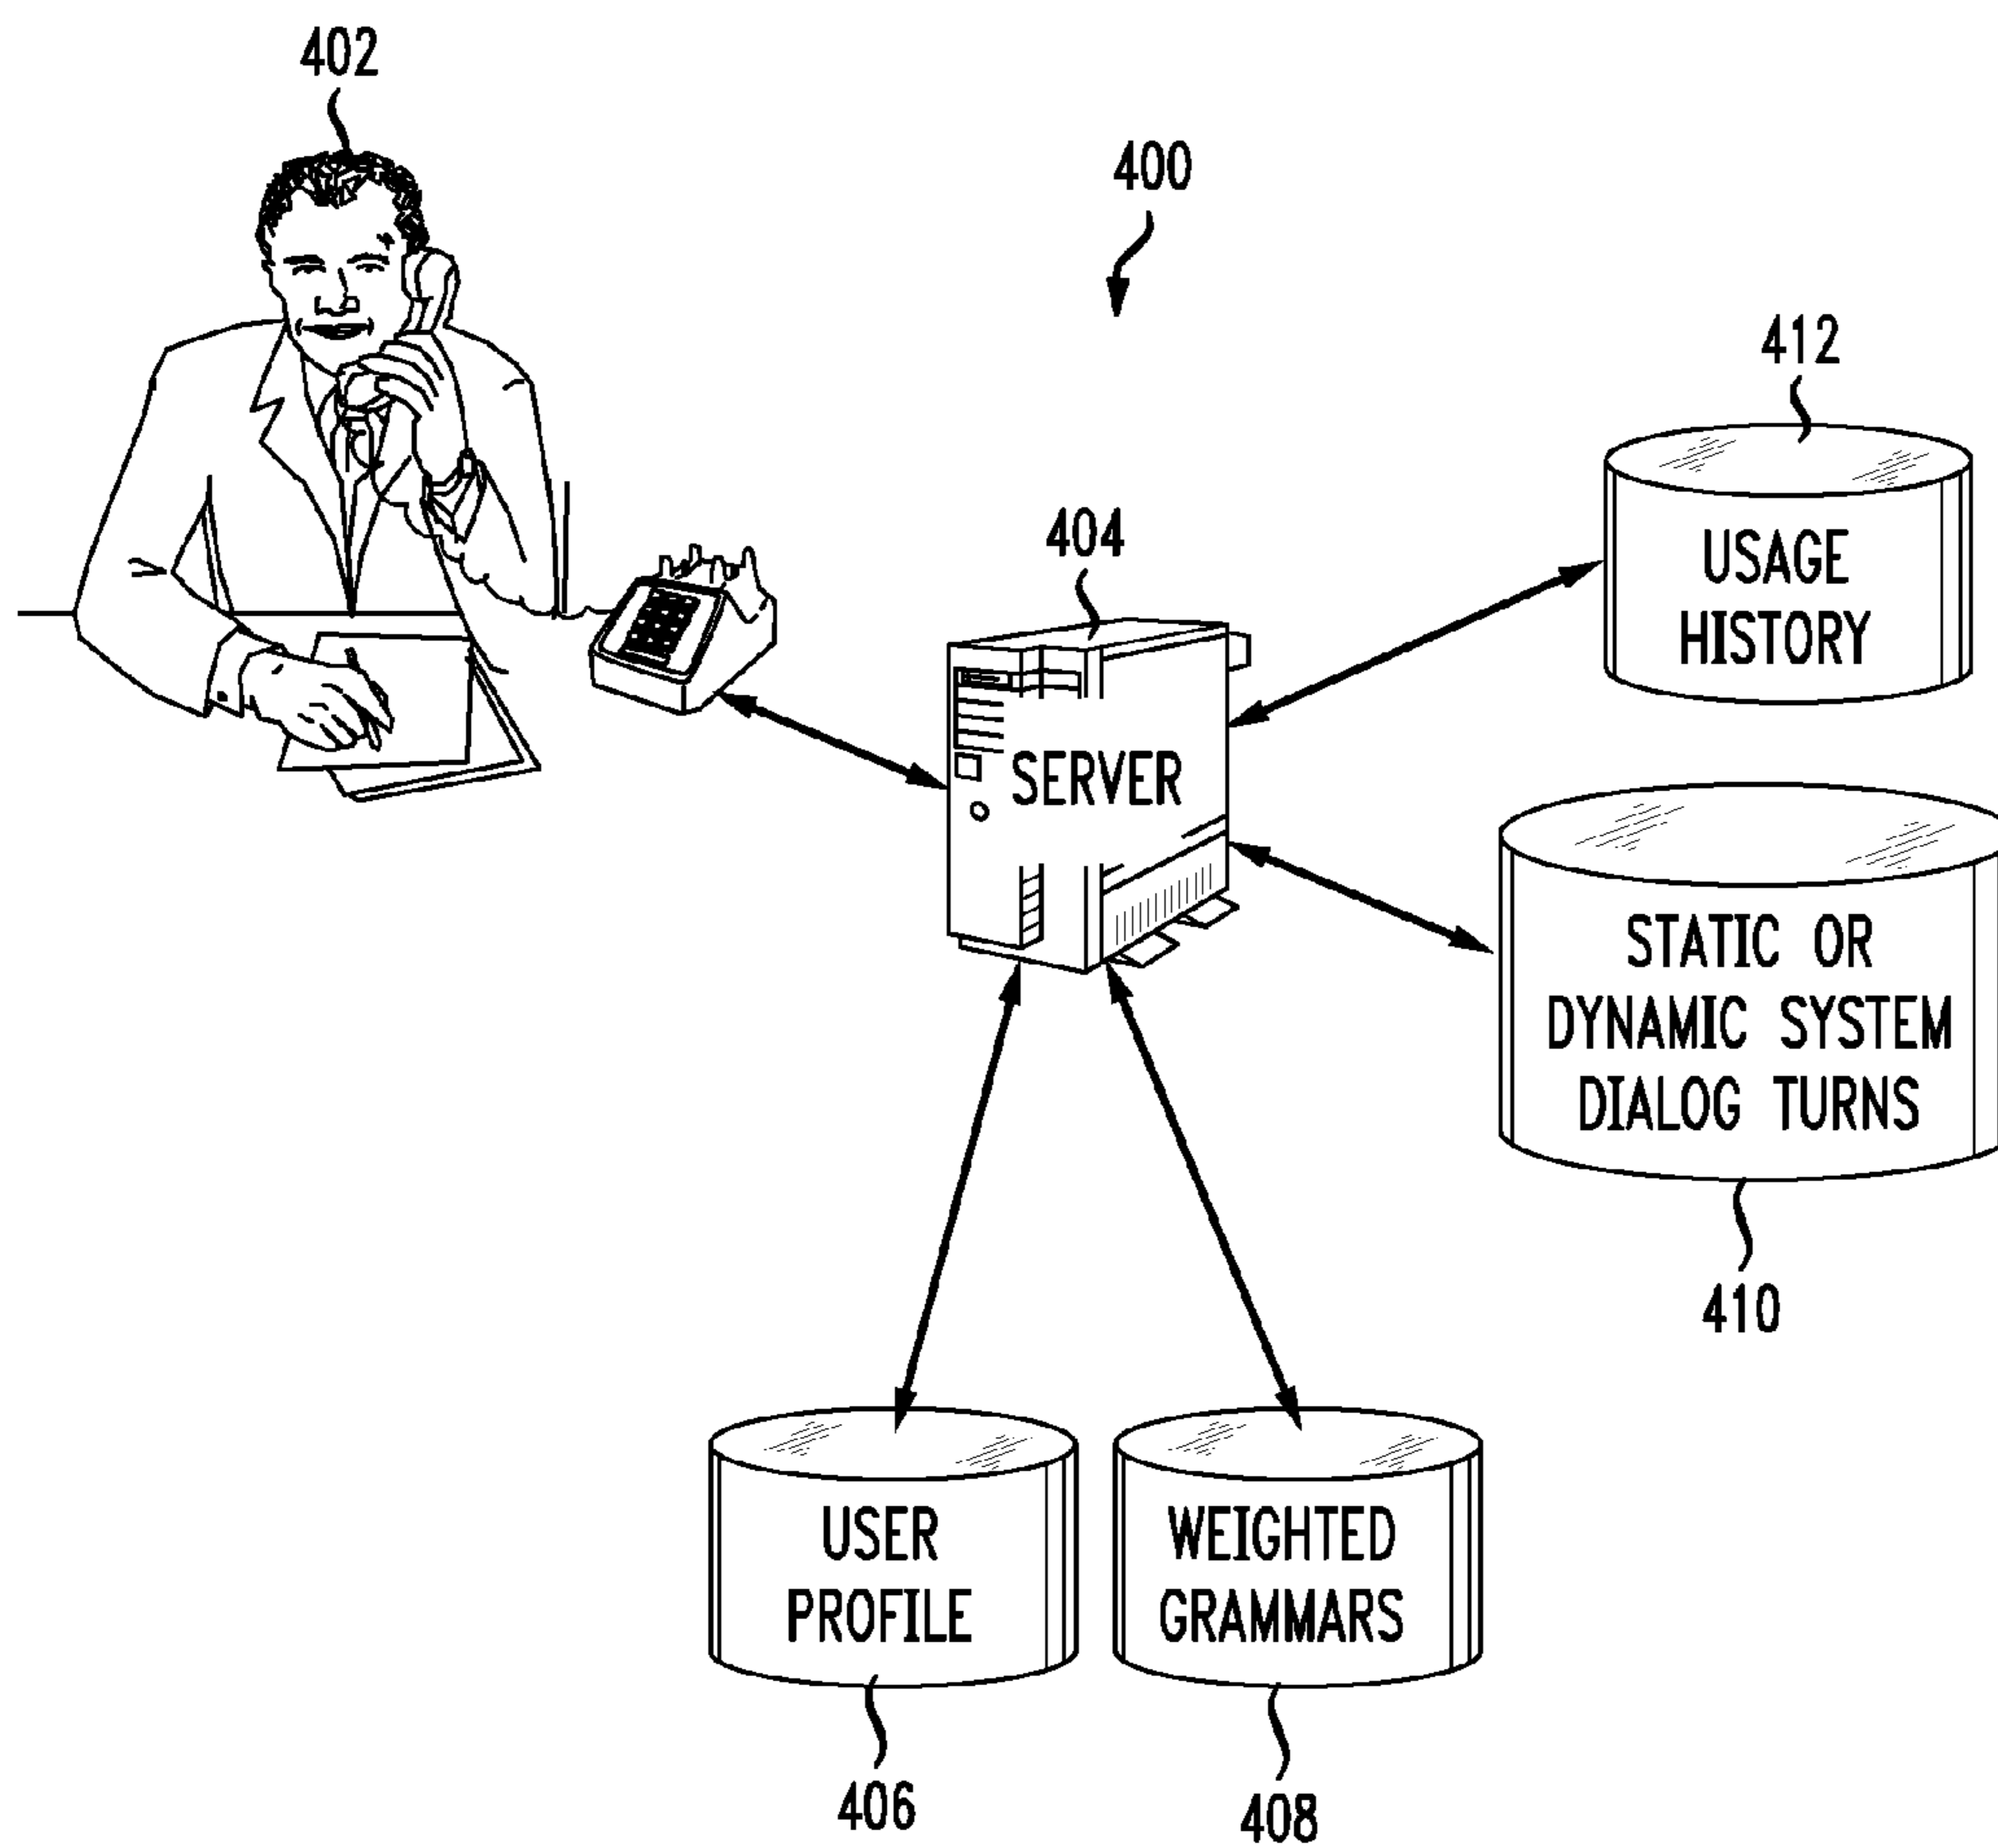 402
400
412
USAGE
HISTORY
404
SERVER
STATIC OR
DYNAMIC SYSTEM
DIALOG TURNS
410
USER
PROFILE
WEIGHTED
GRAMMARS
406
408